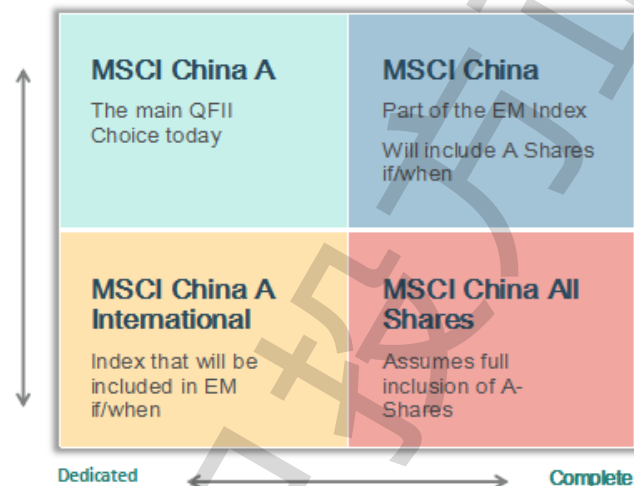 MSCI China A
The main QFII
Choice today
MSCI China
Part of the EM Index
Will include A Shares
if/when
MSCI China A
International
Index that will be
included in EM
if/when
MSCI China All
Shares
Assumes full
inclusion of A-
Shares
Dedicated
Complete